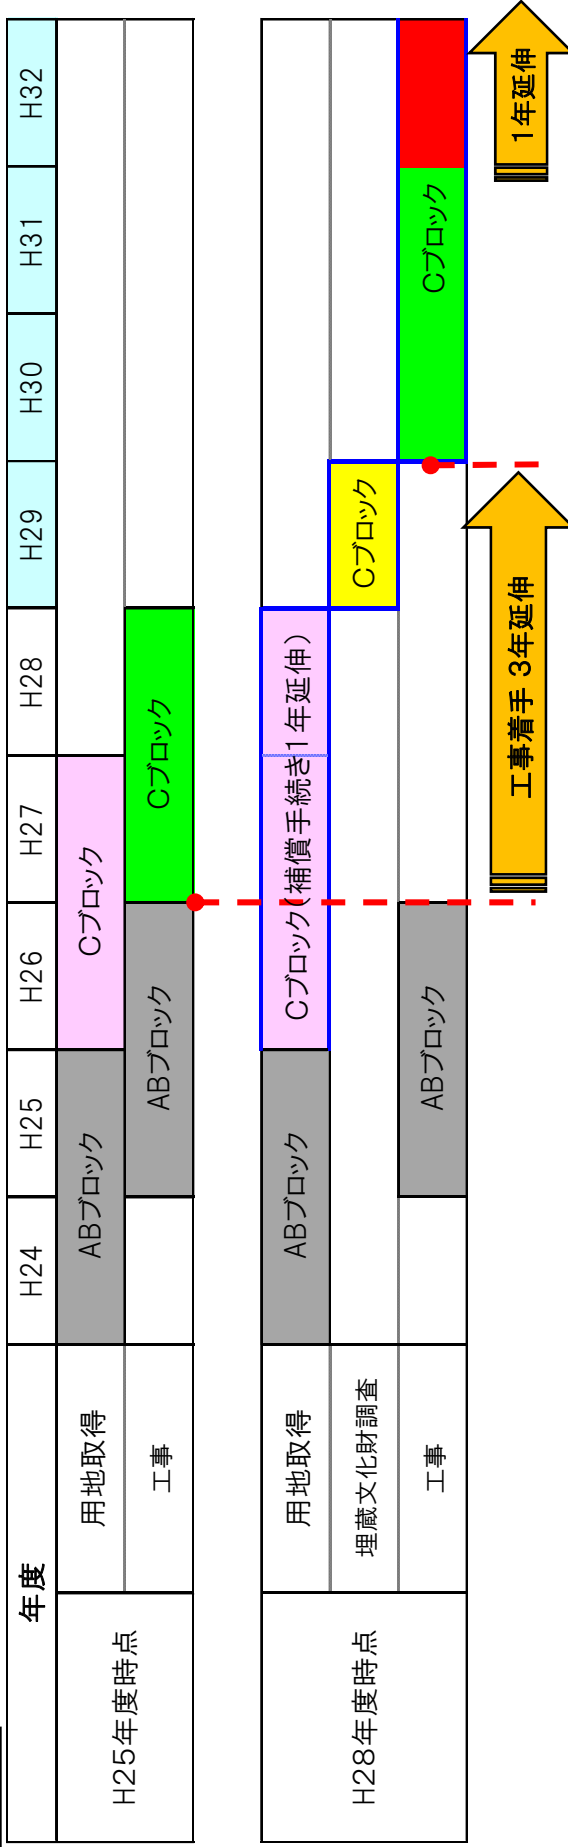 年度
H24
H25
H26
H27
H28
H29
H30
H31
H32
H25年度時点
用地取得
ABブロック
Cブロック
工事
ABブロック
Cブロック
H28年度時点
用地取得
ABブロック
Cブロック(補償手続き1年延伸)
埋蔵文化財調査
Cブロック
工事
ABブロック
Cブロック
工事着手 3年延伸
1年延伸